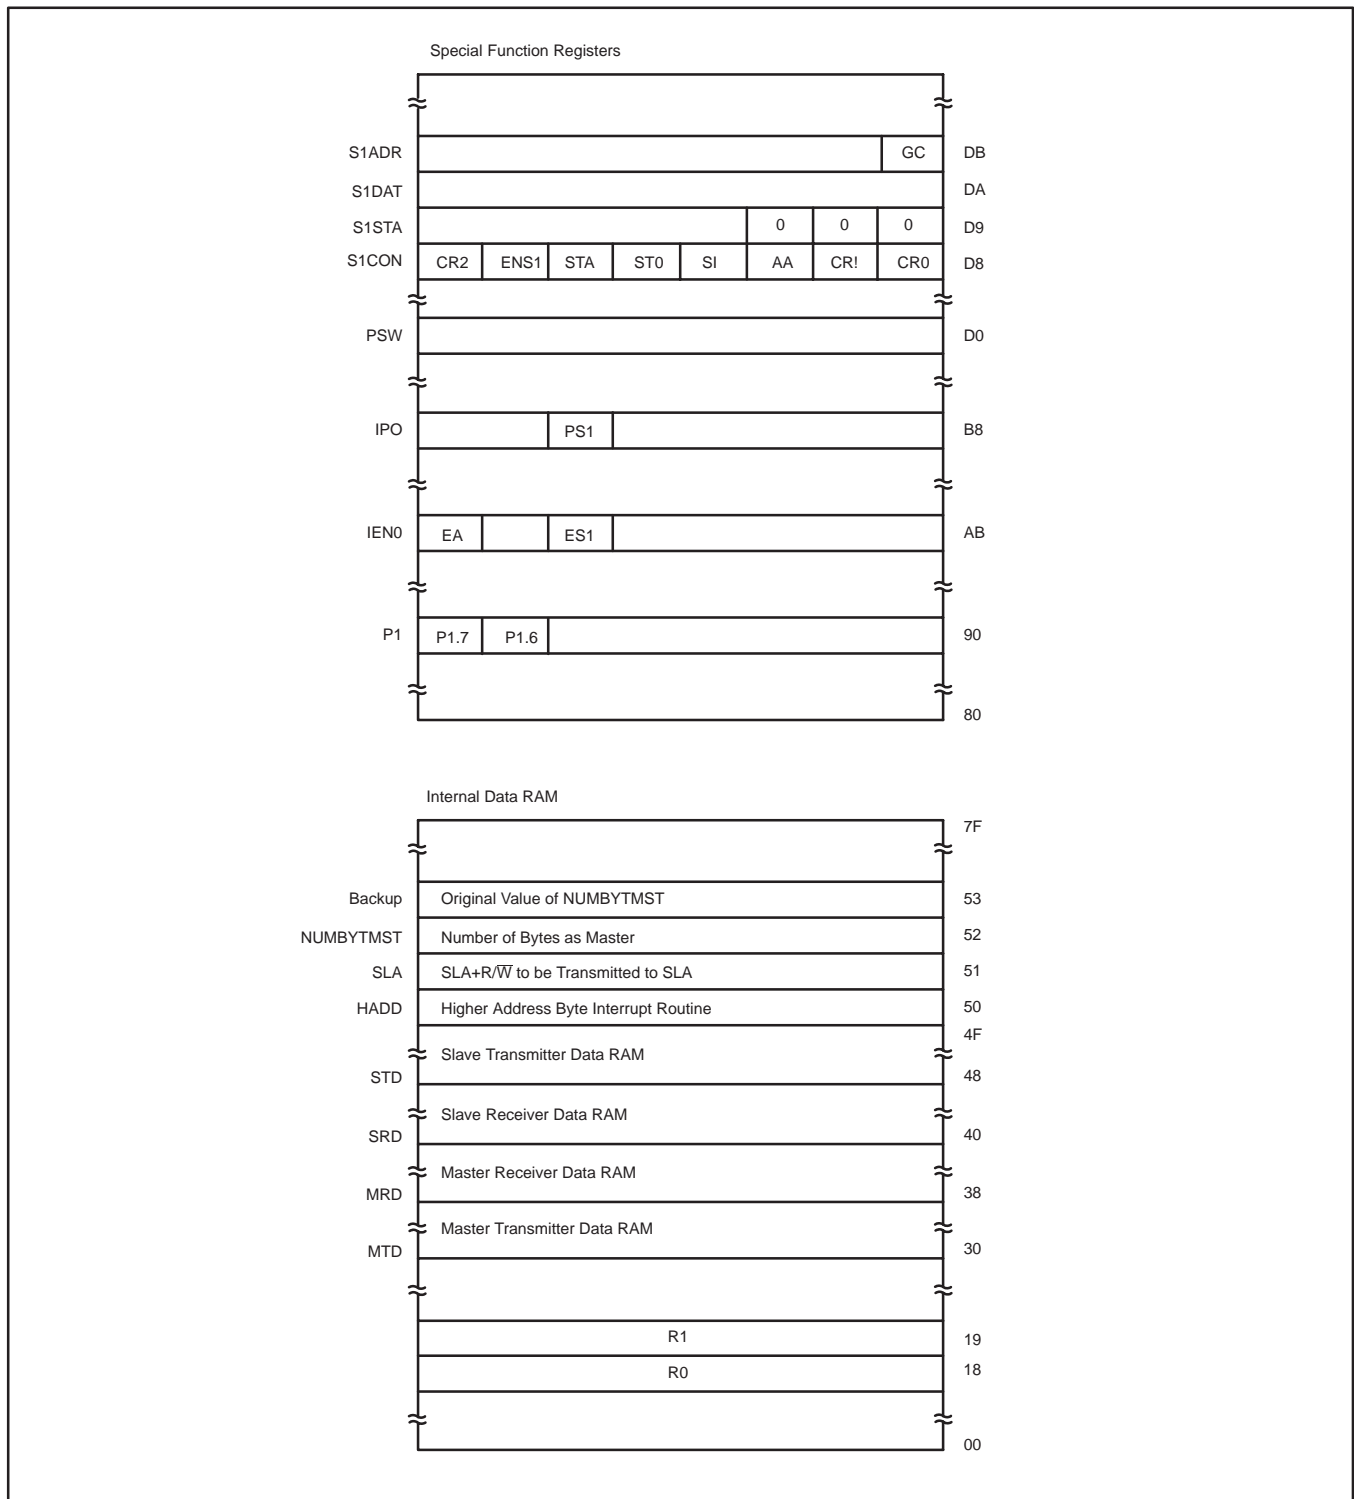 Special Function Registers
S1ADR GC DB
S1DAT DA
S1STA 0 0 0 D9
S1CON CR2 ENS1 STA ST0 SI AA CR! CR0 D8
PSW D0
IPO PS1 B8
IEN0 EA ES1 AB
P1 P1.7 P1.6 90
80
Internal Data RAM
7F
Backup Original Value of NUMBYTMST 53
NUMBYTMST Number of Bytes as Master 52
SLA SLA+R/W̅ to be Transmitted to SLA 51
HADD Higher Address Byte Interrupt Routine 50
4F
Slave Transmitter Data RAM
STD 48
Slave Receiver Data RAM
SRD 40
Master Receiver Data RAM
MRD 38
Master Transmitter Data RAM
MTD 30
R1 19
R0 18
00